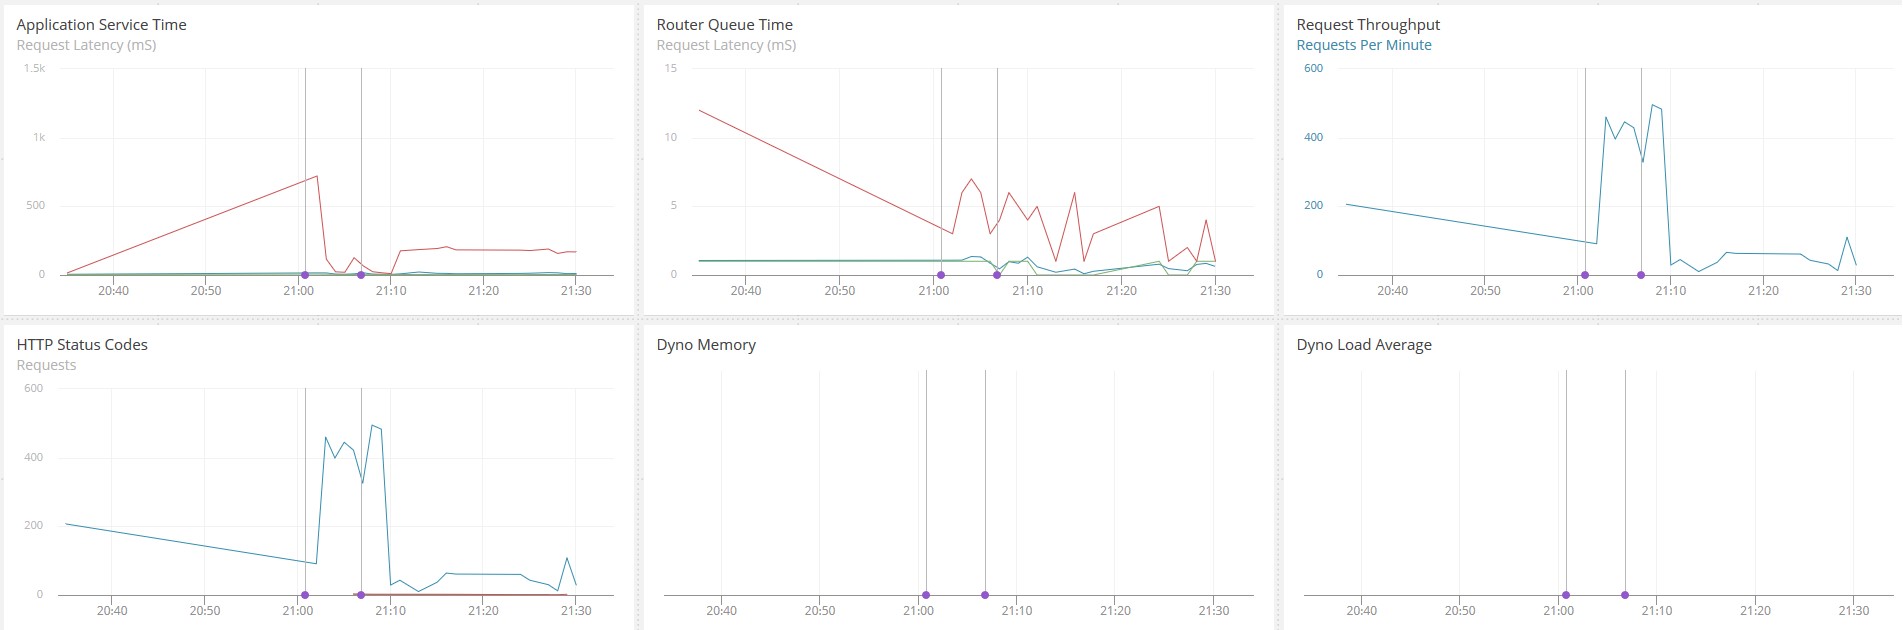 Application Service Time
Request Latency (mS)
1.5k
1k
500
0
20:40 20:50 21:00 21:10 21:20 21:30
Router Queue Time
Request Latency (mS)
15
10
5
0
20:40 20:50 21:00 21:10 21:20 21:30
Request Throughput
Requests Per Minute
600
400
200
0
20:40 20:50 21:00 21:10 21:20 21:30
HTTP Status Codes
Requests
600
400
200
0
20:40 20:50 21:00 21:10 21:20 21:30
Dyno Memory
20:40 20:50 21:00 21:10 21:20 21:30
Dyno Load Average
20:40 20:50 21:00 21:10 21:20 21:30